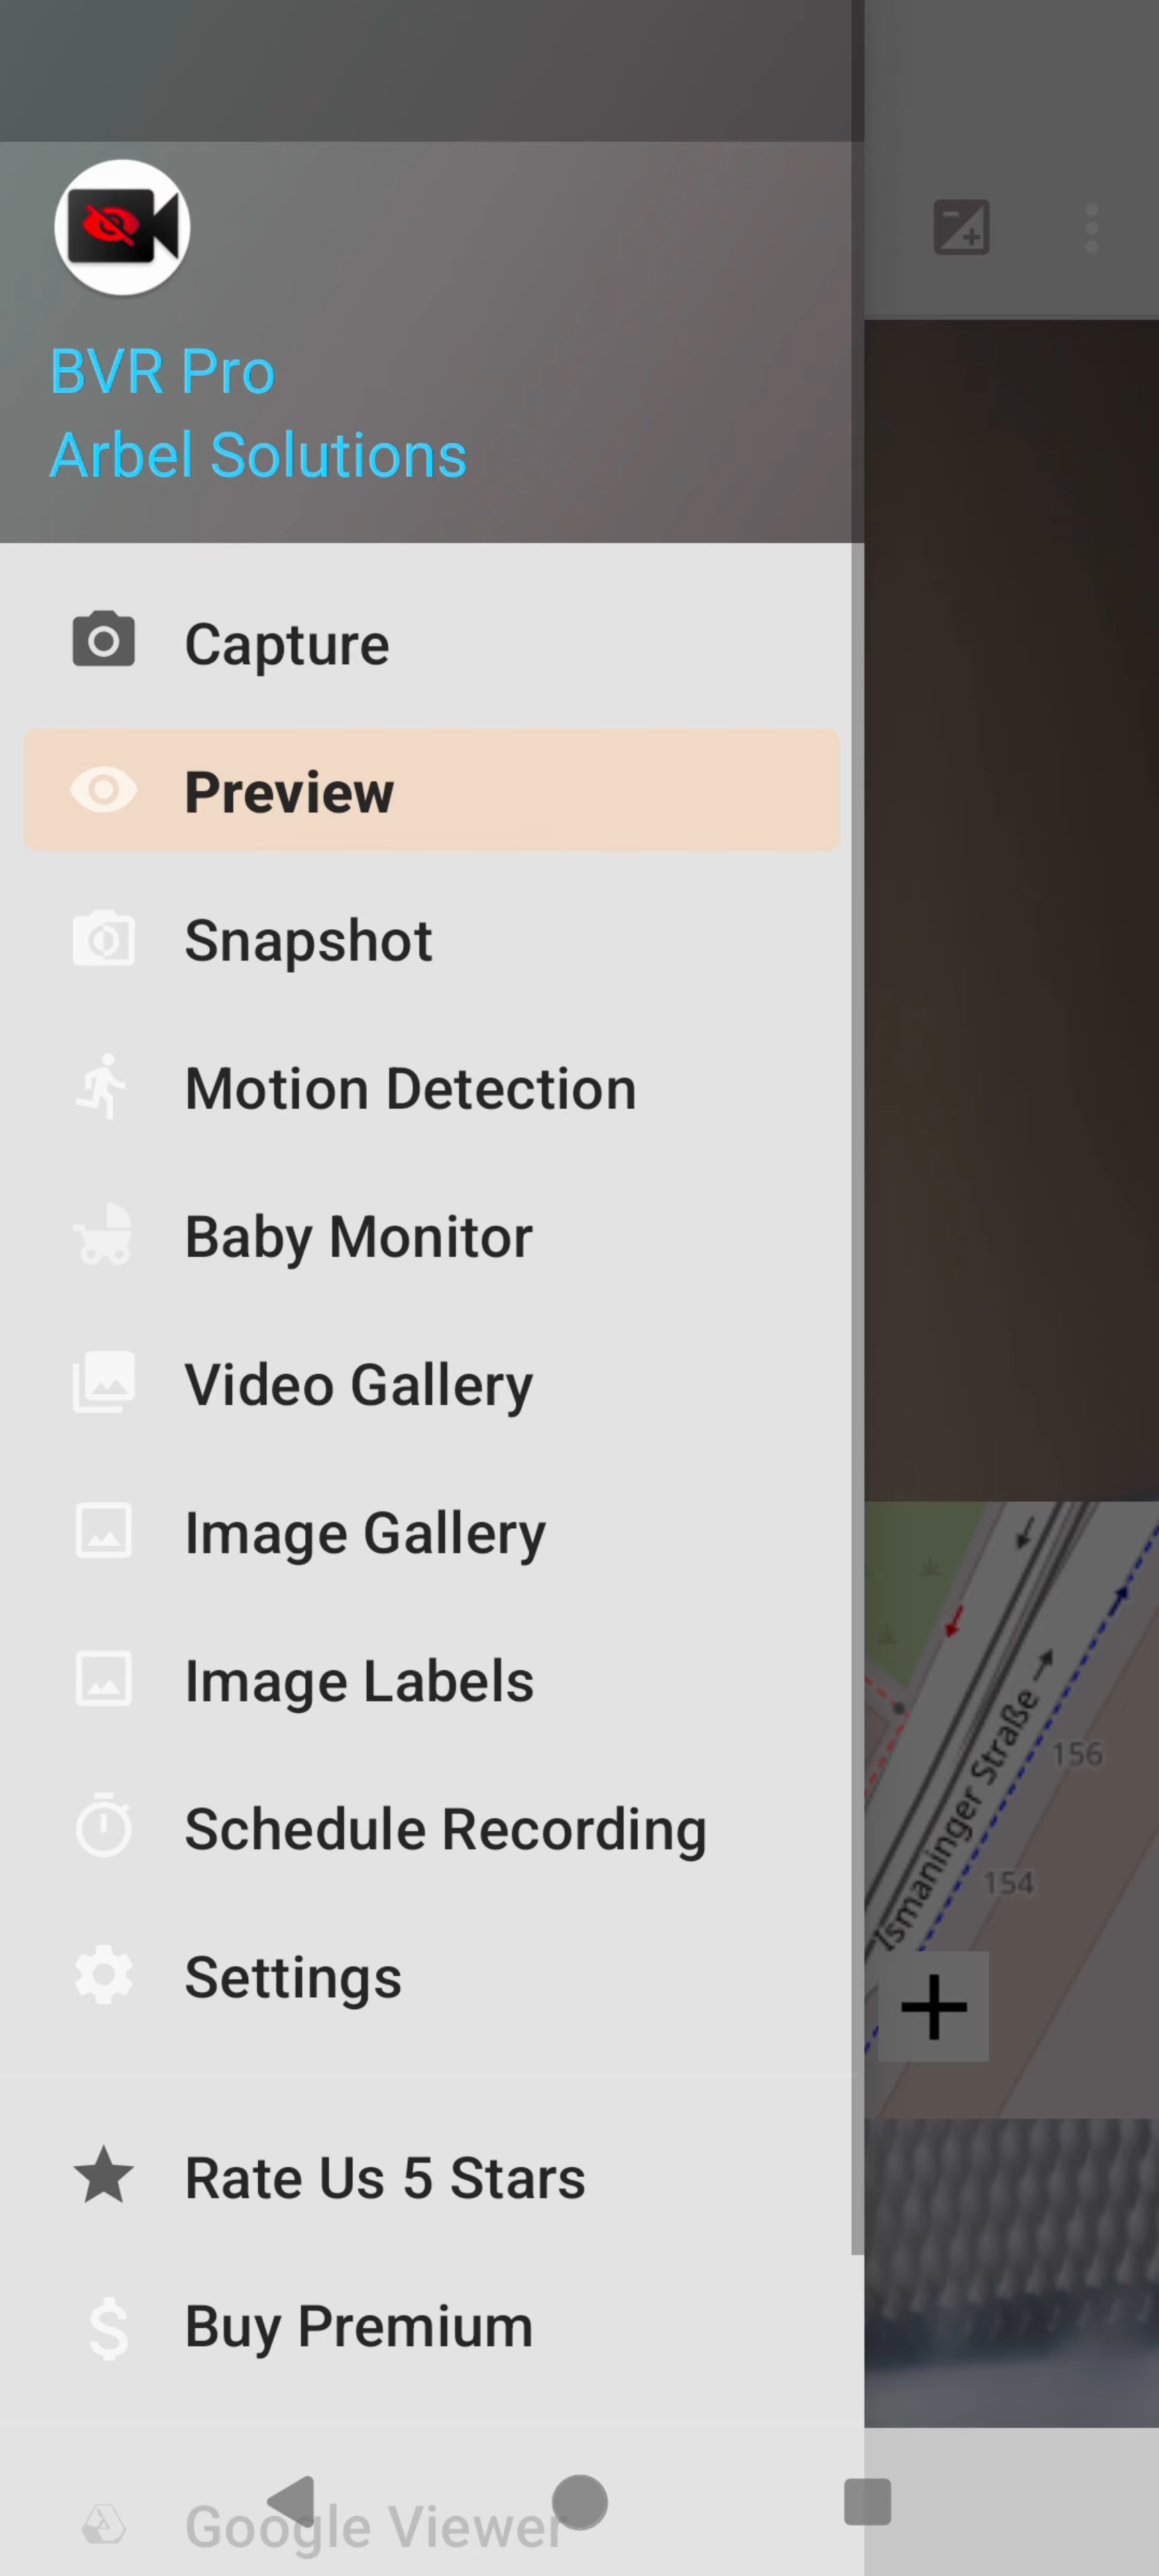 BVR Pro
Arbel Solutions
Capture
Preview
Snapshot
Motion Detection
Baby Monitor
Video Gallery
Image Gallery
Image Labels
Schedule Recording
Settings
Rate Us 5 Stars
Buy Premium
Google Viewer
Ismaninger Straße
156
154